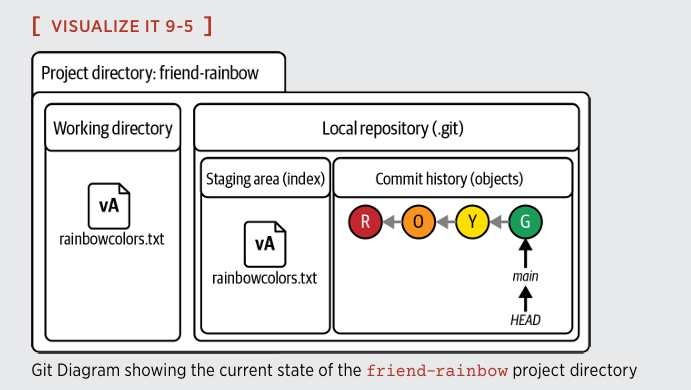 [ VISUALIZE IT 9-5 ]
Project directory: friend-rainbow
Working directory
vA
rainbowcolors.txt
Local repository (.git)
Staging area (index)
vA
rainbowcolors.txt
Commit history (objects)
R O Y G
main
HEAD
Git Diagram showing the current state of the friend-rainbow project directory